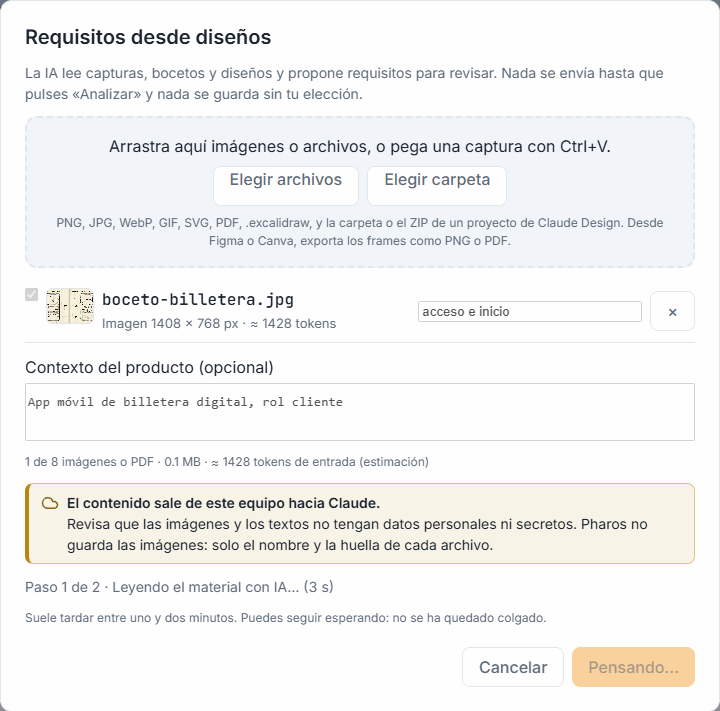 Requisitos desde diseños
La IA lee capturas, bocetos y diseños y propone requisitos para revisar. Nada se envía hasta que
pulses «Analizar» y nada se guarda sin tu elección.
Arrastra aquí imágenes o archivos, o pega una captura con Ctrl+V.
Elegir archivos
Elegir carpeta
PNG, JPG, WebP, GIF, SVG, PDF, .excalidraw, y la carpeta o el ZIP de un proyecto de Claude Design. Desde
Figma o Canva, exporta los frames como PNG o PDF.
boceto-billetera.jpg
Imagen 1408 × 768 px · ≈ 1428 tokens
acceso e inicio
×
Contexto del producto (opcional)
App móvil de billetera digital, rol cliente
1 de 8 imágenes o PDF · 0.1 MB · ≈ 1428 tokens de entrada (estimación)
El contenido sale de este equipo hacia Claude.
Revisa que las imágenes y los textos no tengan datos personales ni secretos. Pharos no
guarda las imágenes: solo el nombre y la huella de cada archivo.
Paso 1 de 2 · Leyendo el material con IA... (3 s)
Suele tardar entre uno y dos minutos. Puedes seguir esperando: no se ha quedado colgado.
Cancelar
Pensando...